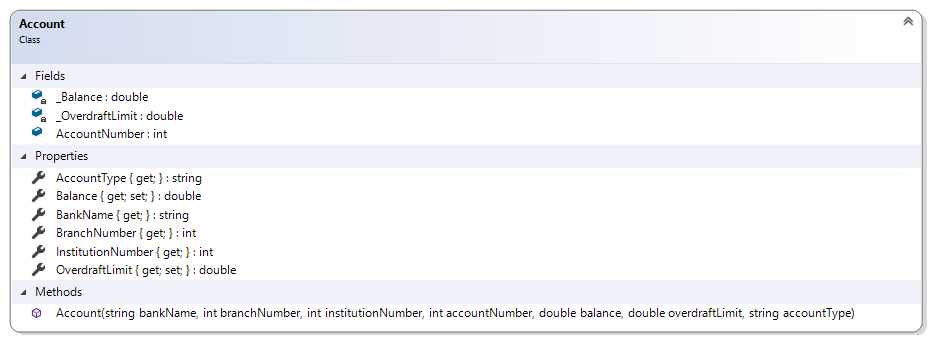 Account
Class
Fields
_Balance : double
_OverdraftLimit : double
AccountNumber : int
Properties
AccountType { get; } : string
Balance { get; set; } : double
BankName { get; } : string
BranchNumber { get; } : int
InstitutionNumber { get; } : int
OverdraftLimit { get; set; } : double
Methods
Account(string bankName, int branchNumber, int institutionNumber, int accountNumber, double balance, double overdraftLimit, string accountType)